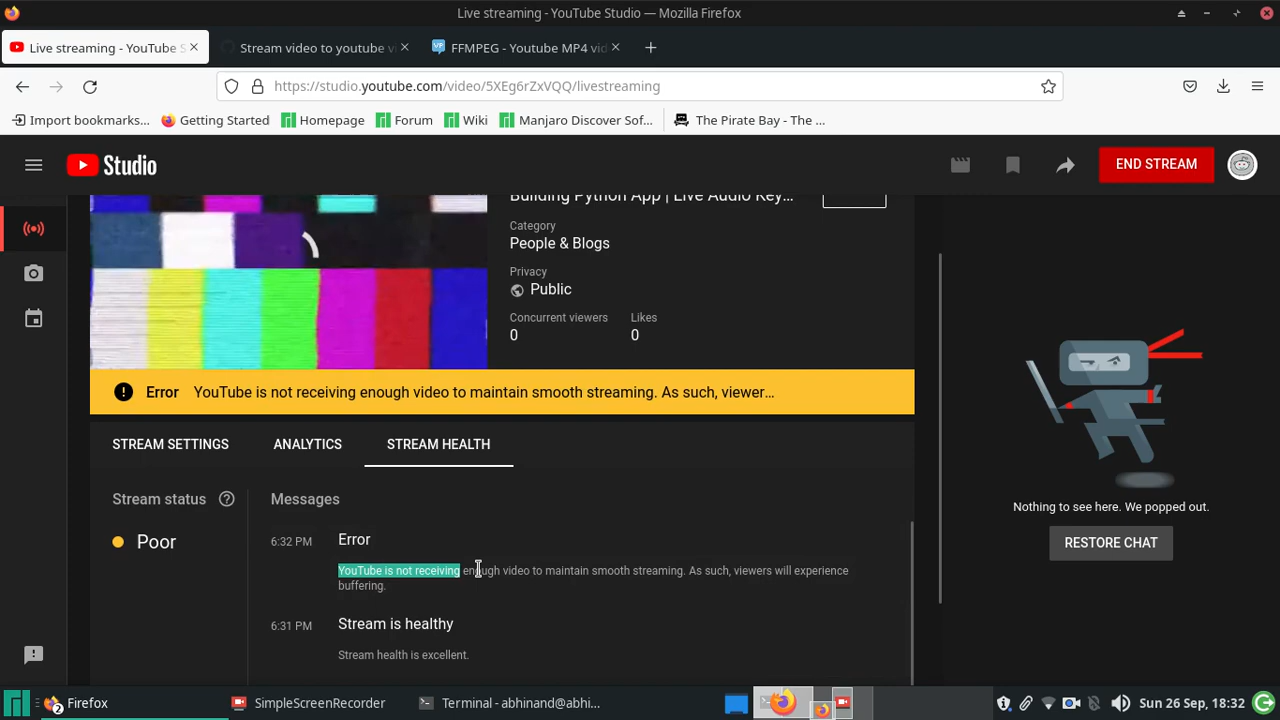 Live streaming - YouTube Studio — Mozilla Firefox
Live streaming - YouTube S
Stream video to youtube v
FFMPEG - Youtube MP4 vid
https://studio.youtube.com/video/5XEg6rZxVQQ/livestreaming
Import bookmarks...
Getting Started
Homepage
Forum
Wiki
Manjaro Discover Sof...
The Pirate Bay - The ...
Studio
END STREAM
Building Python App | Live Audio Key...
Category
People & Blogs
Privacy
Public
Concurrent viewers
Likes
0
0
Error YouTube is not receiving enough video to maintain smooth streaming. As such, viewer...
STREAM SETTINGS
ANALYTICS
STREAM HEALTH
Stream status
Poor
Messages
6:32 PM
Error
YouTube is not receiving enough video to maintain smooth streaming. As such, viewers will experience
buffering.
6:31 PM
Stream is healthy
Stream health is excellent.
Nothing to see here. We popped out.
RESTORE CHAT
2
Firefox
SimpleScreenRecorder
Terminal - abhinand@abhi...
Sun 26 Sep, 18:32